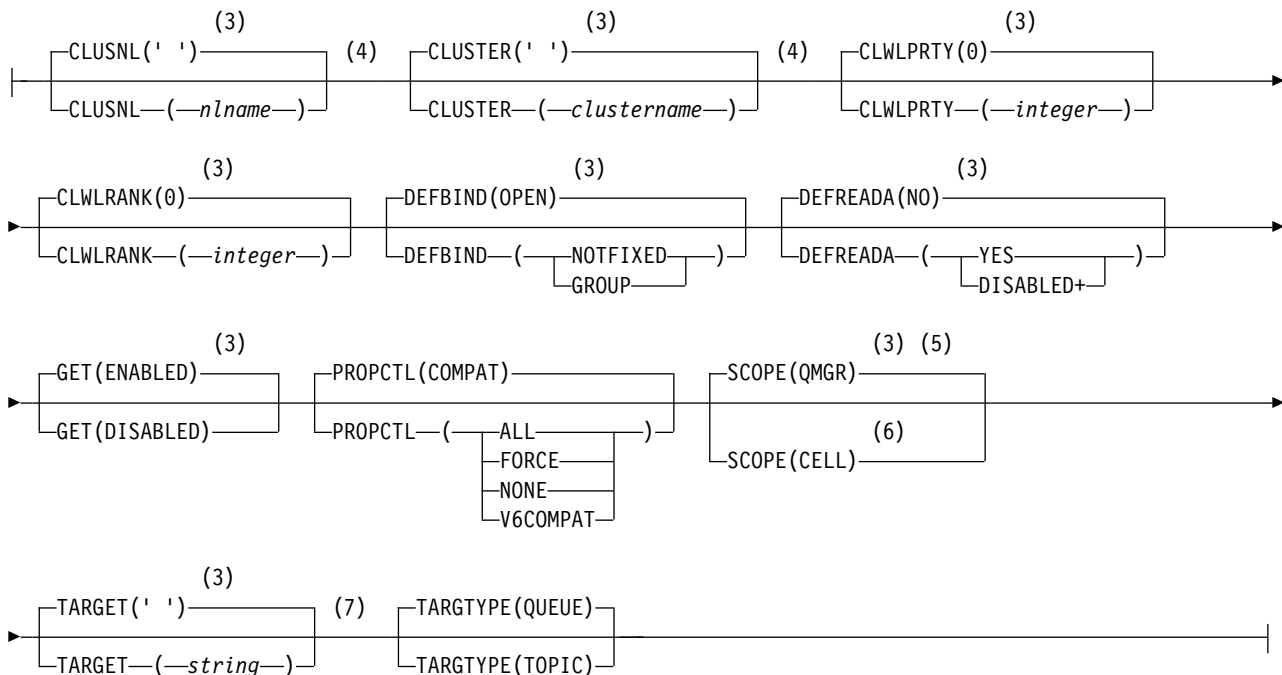 (3) (3) (3)
CLUSNL(' ') (4) CLUSTER(' ') (4) CLWLPRTY(0)
CLUSNL ( nlname ) CLUSTER ( clustername ) CLWLPRTY ( integer )
(3) (3) (3)
CLWLRANK(0) DEFBIND(OPEN) DEFREADA(NO)
CLWLRANK ( integer ) DEFBIND ( NOTFIXED ) DEFREADA ( YES )
GROUP DISABLED+
(3) (3) (5)
GET(ENABLED) PROPCTL(COMPAT) SCOPE(QMGR)
GET(DISABLED) PROPCTL ( ALL ) (6)
FORCE SCOPE(CELL)
NONE
V6COMPAT
(3)
TARGET(' ') (7) TARGTYPE(QUEUE)
TARGET ( string ) TARGTYPE(TOPIC)